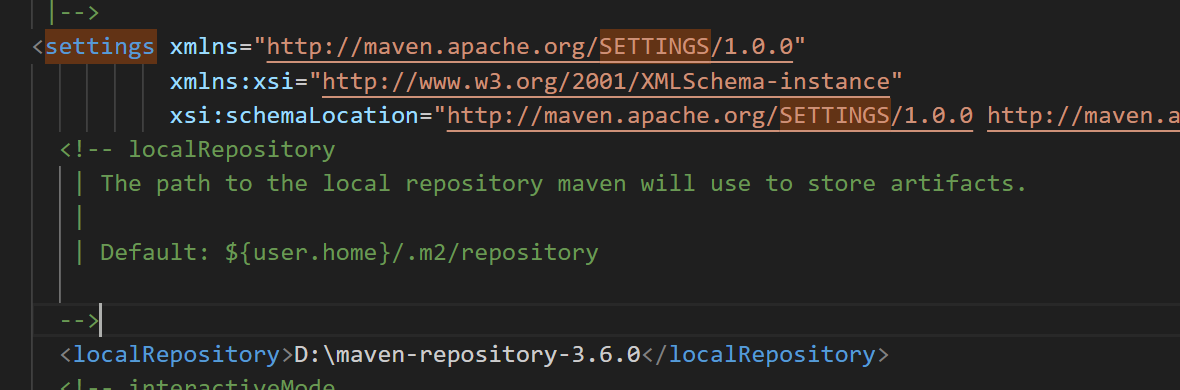 |-->
<settings xmlns="http://maven.apache.org/SETTINGS/1.0.0"
xmlns:xsi="http://www.w3.org/2001/XMLSchema-instance"
xsi:schemaLocation="http://maven.apache.org/SETTINGS/1.0.0 http://maven.a
<!-- localRepository
| The path to the local repository maven will use to store artifacts.
|
| Default: ${user.home}/.m2/repository
-->
<localRepository>D:\maven-repository-3.6.0</localRepository>
<!-- interactiveMode